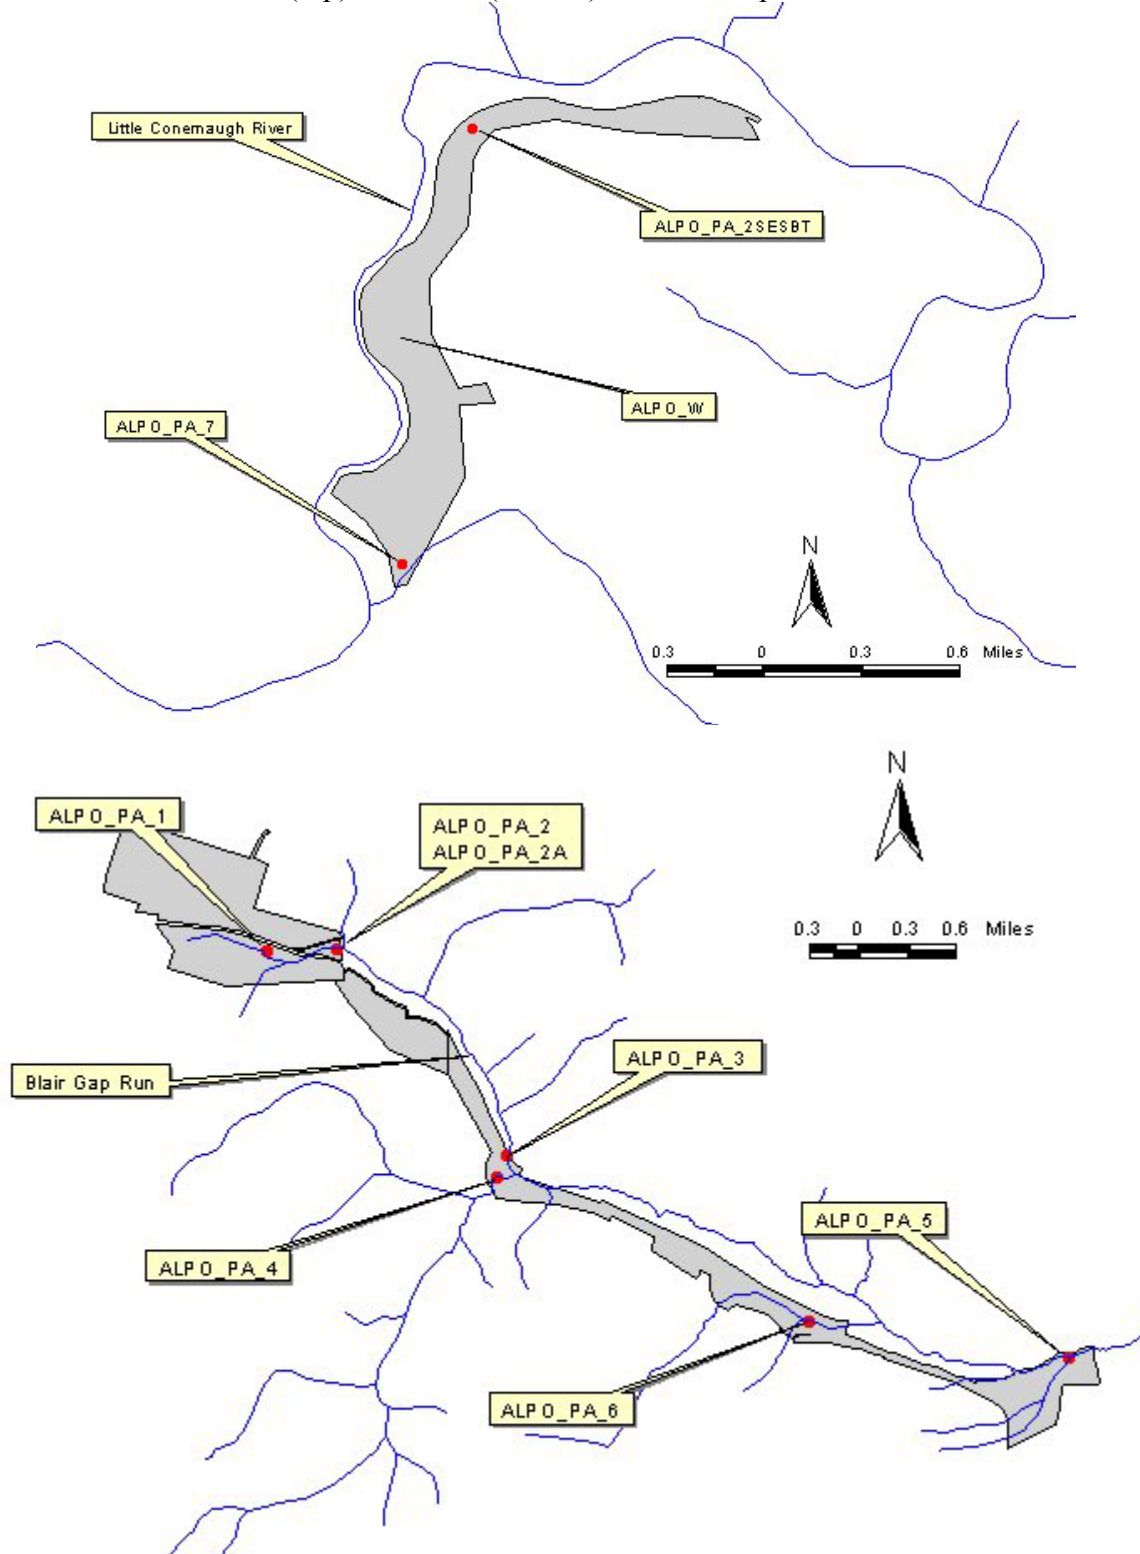 Little Conemaugh River
ALPO_PA_2SESBT
ALPO_W
ALPO_PA_7
N
0.3 0 0.3 0.6 Miles
N
ALPO_PA_1
ALPO_PA_2
ALPO_PA_2A
0.3 0 0.3 0.6 Miles
ALPO_PA_3
Blair Gap Run
ALPO_PA_5
ALPO_PA_4
ALPO_PA_6